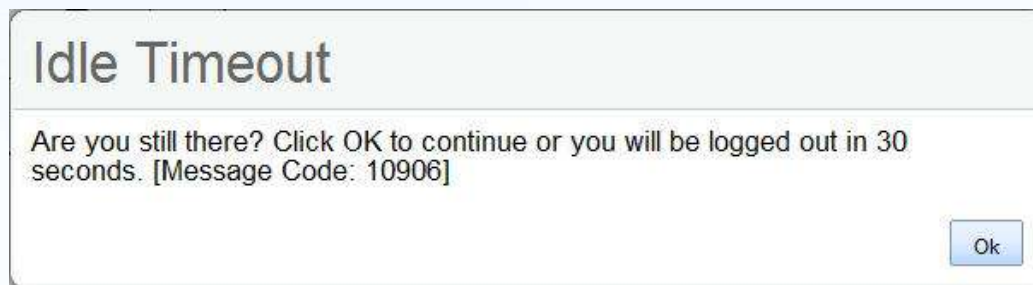 Idle Timeout
Are you still there? Click OK to continue or you will be logged out in 30
seconds. [Message Code: 10906]
Ok